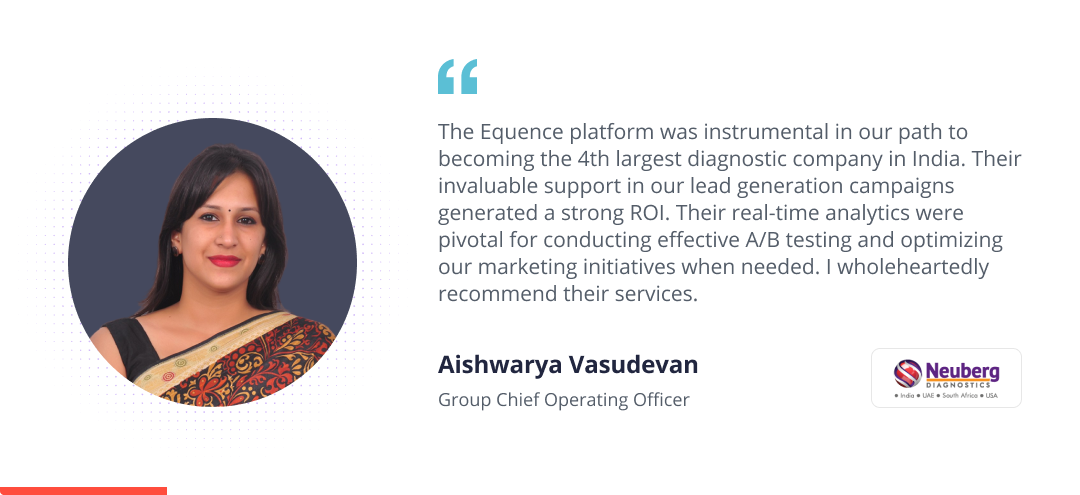 “
The Equence platform was instrumental in our path to
becoming the 4th largest diagnostic company in India. Their
invaluable support in our lead generation campaigns
generated a strong ROI. Their real-time analytics were
pivotal for conducting effective A/B testing and optimizing
our marketing initiatives when needed. I wholeheartedly
recommend their services.
Aishwarya Vasudevan
Group Chief Operating Officer
Neuberg
DIAGNOSTICS
● India ● UAE ● South Africa ● USA